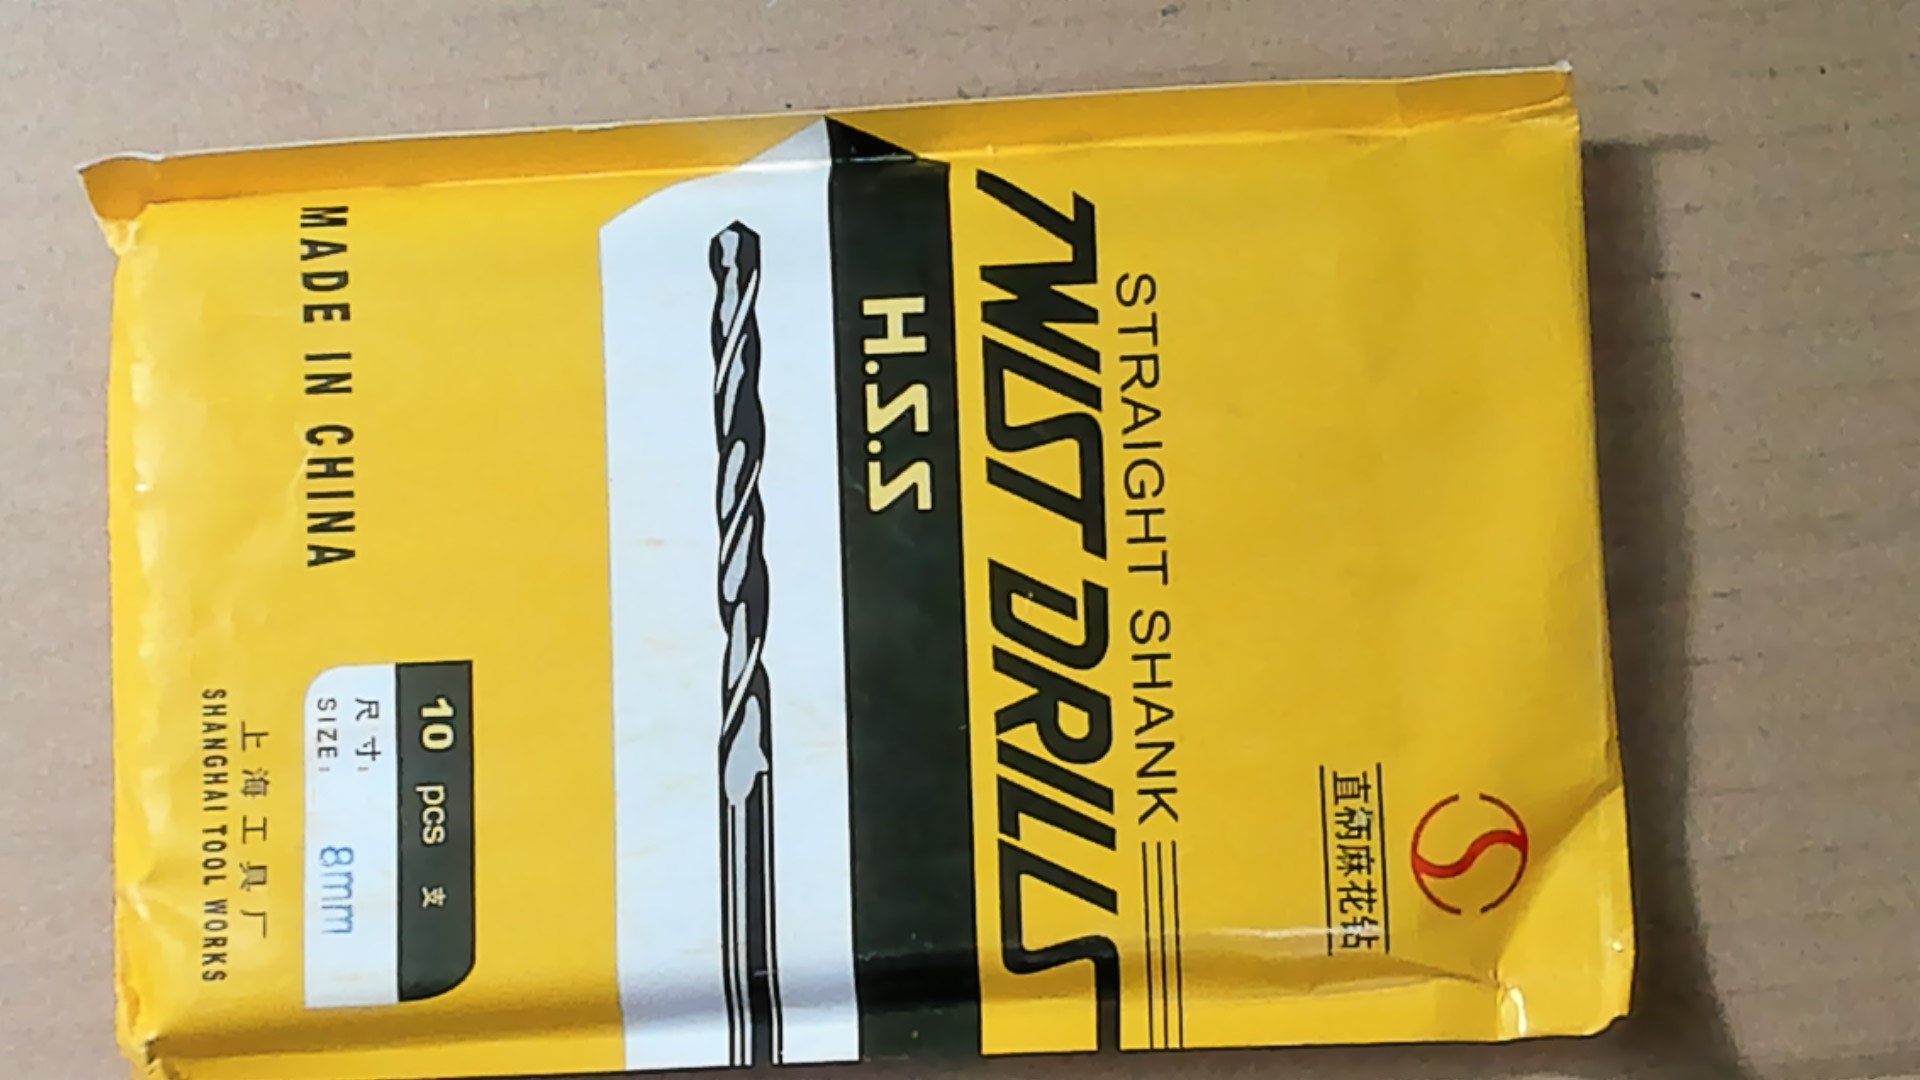 直柄麻花钻
STRAIGHT SHANK
TWIST DRILLS
H.S.S
10 pcs 支
尺寸:
SIZE: 8mm
MADE IN CHINA
上海工具厂
SHANGHAI TOOL WORKS